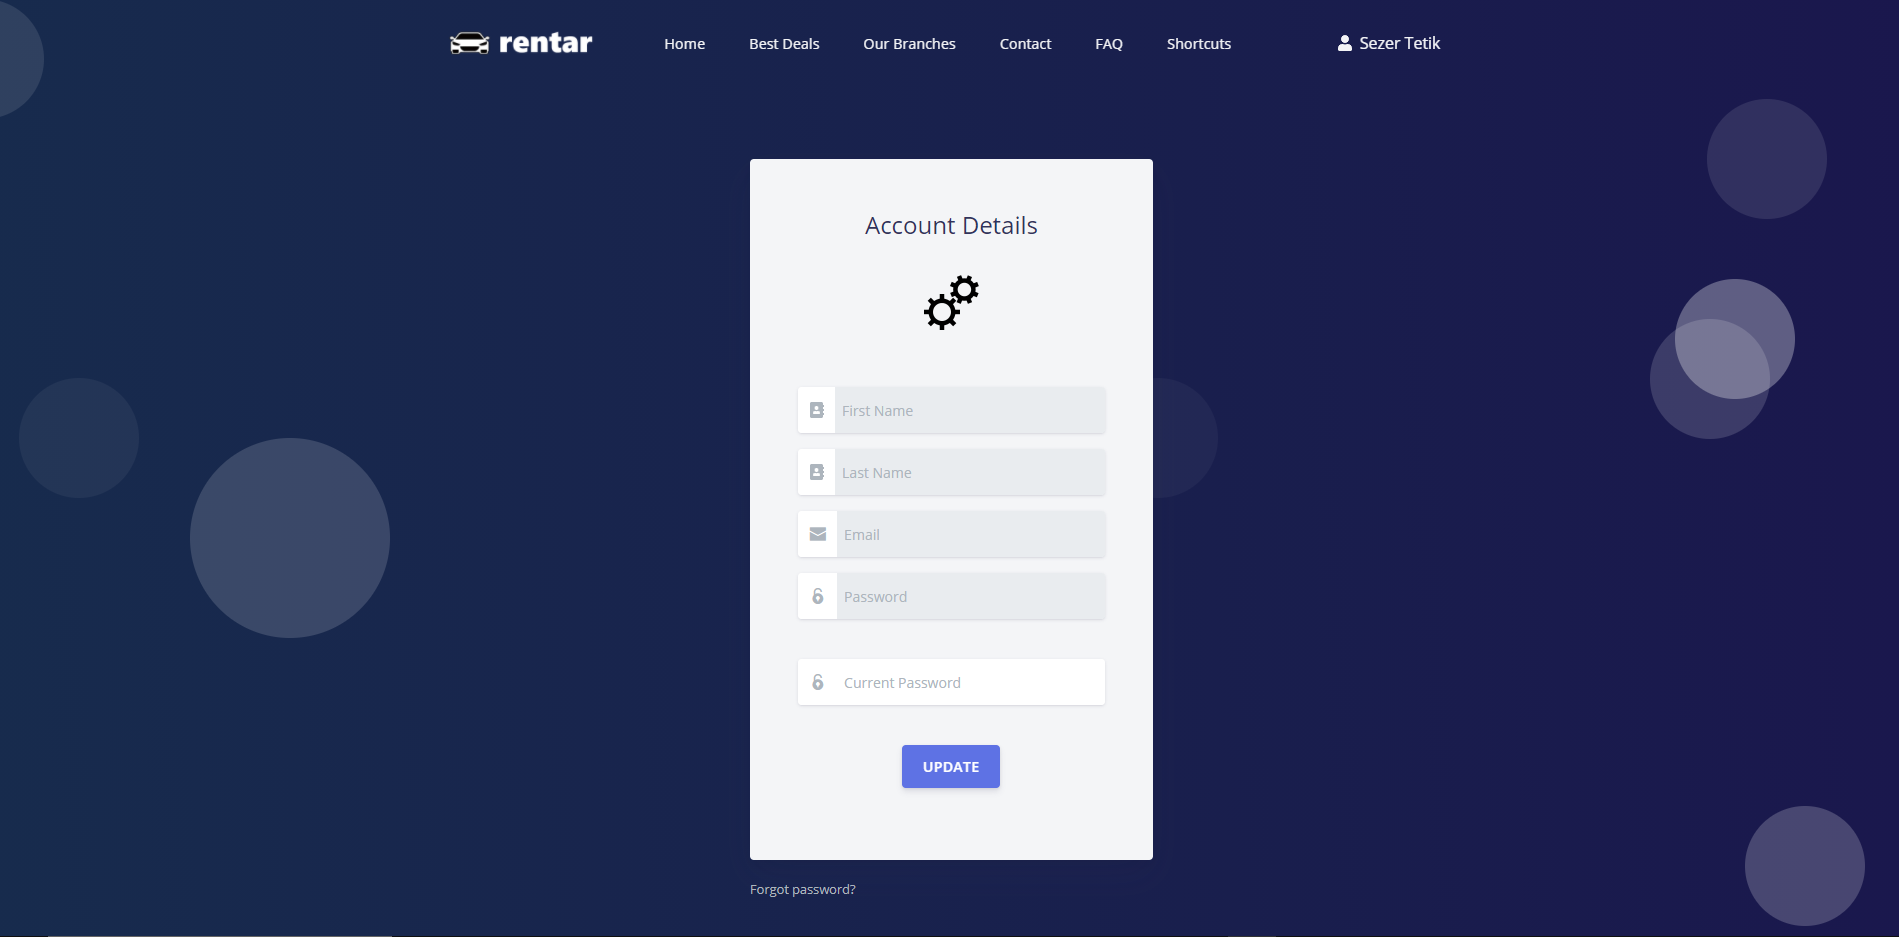 rentar
Home Best Deals Our Branches Contact FAQ Shortcuts
Sezer Tetik
Account Details
First Name
Last Name
Email
Password
Current Password
UPDATE
Forgot password?